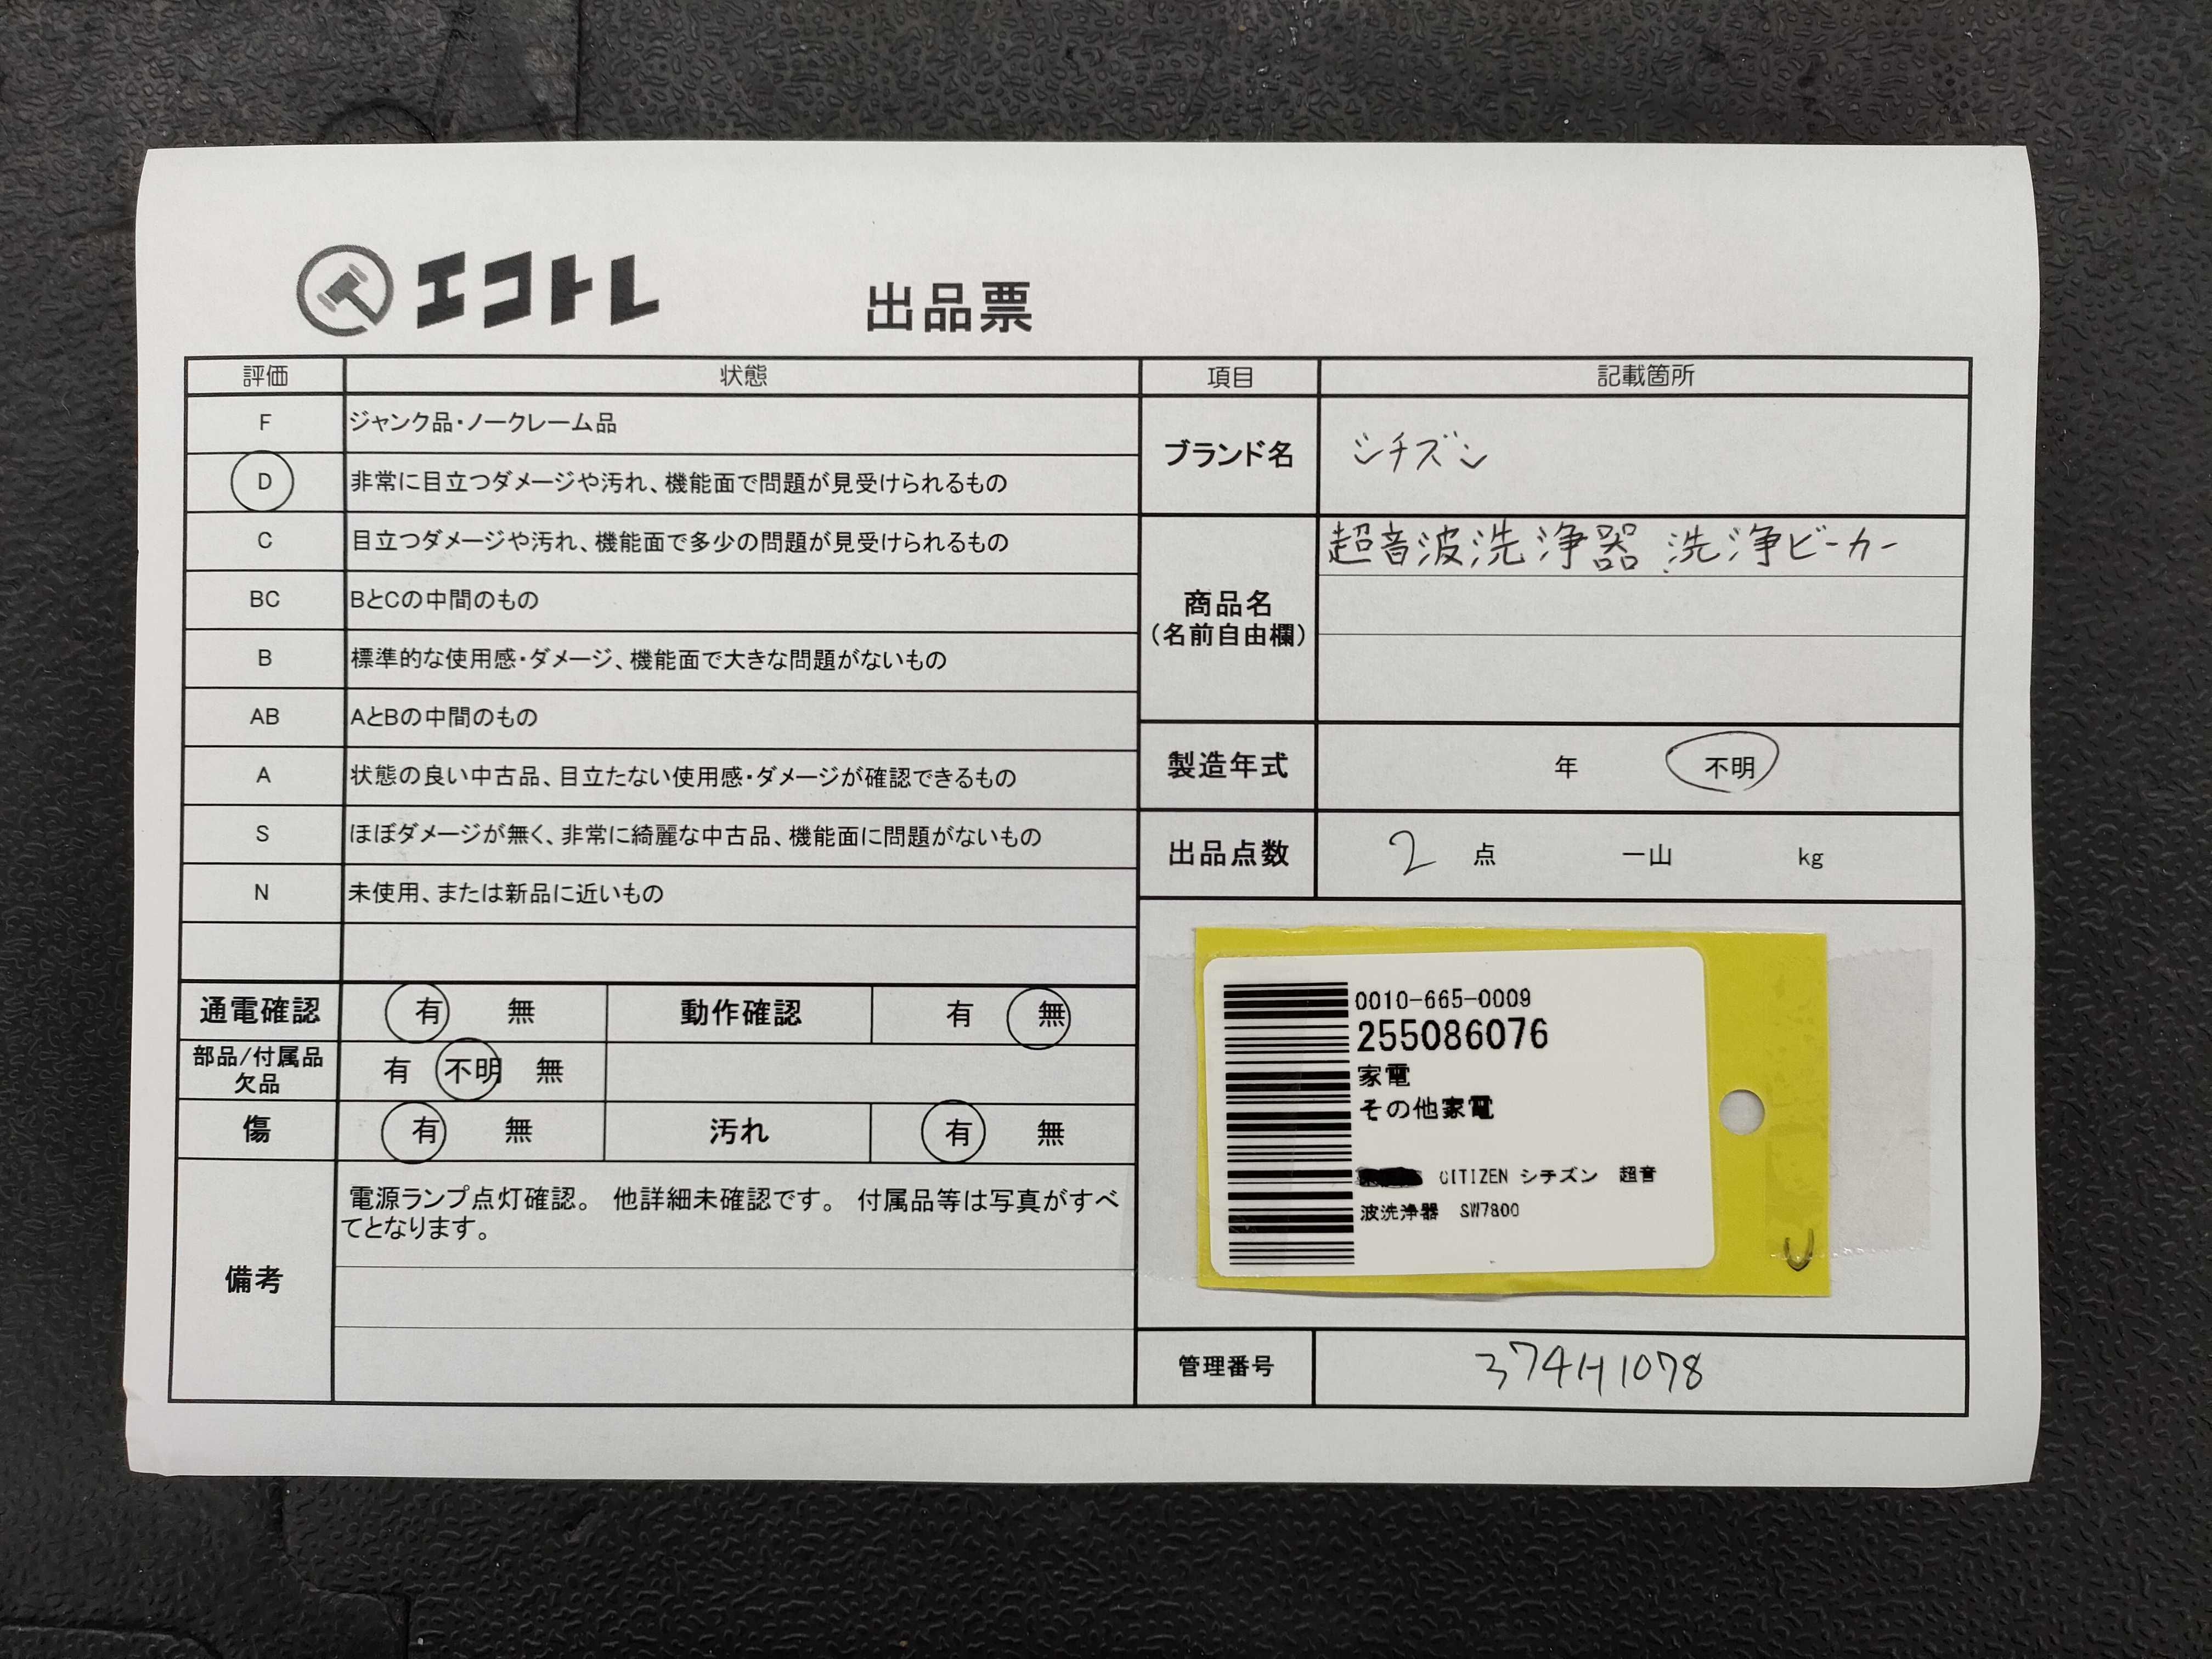 エコトレ
出品票
評価 状態
F ジャンク品・ノークレーム品
D 非常に目立つダメージや汚れ、機能面で問題が見受けられるもの
C 目立つダメージや汚れ、機能面で多少の問題が見受けられるもの
BC BとCの中間のもの
B 標準的な使用感・ダメージ、機能面で大きな問題がないもの
AB AとBの中間のもの
A 状態の良い中古品、目立たない使用感・ダメージが確認できるもの
S ほぼダメージが無く、非常に綺麗な中古品、機能面に問題がないもの
N 未使用、または新品に近いもの
通電確認 有 無 動作確認 有 無
部品/付属品
欠品 有 不明 無
傷 有 無 汚れ 有 無
備考
電源ランプ点灯確認。 他詳細未確認です。 付属品等は写真がすべ
てとなります。
項目 記載箇所
ブランド名 シチズン
商品名
(名前自由欄)
超音波洗浄器 洗浄ビーカー
製造年式 年 不明
出品点数 2 点 一山 kg
0010-665-0009
255086076
家電
その他家電
CITIZEN シチズン 超音
波洗浄器 SW7800
管理番号 374H1078